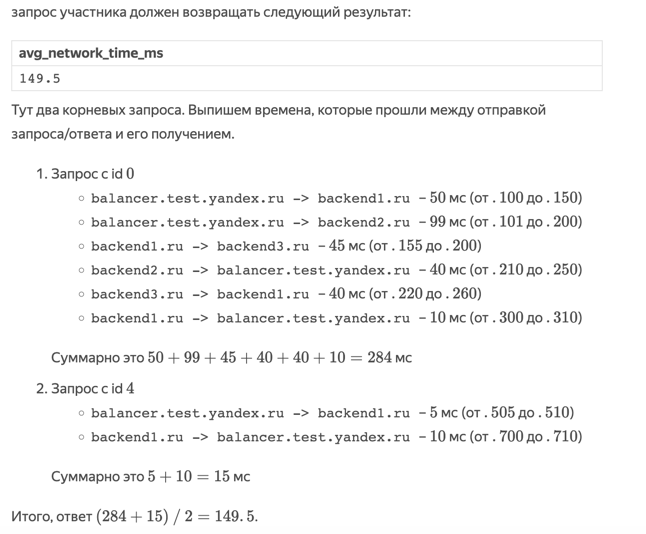 запрос участника должен возвращать следующий результат:
avg_network_time_ms
149.5
Тут два корневых запроса. Выпишем времена, которые прошли между отправкой
запроса/ответа и его получением.
1. Запрос с id 0
○ balancer.test.yandex.ru -> backend1.ru – 50 мс (от .100 до .150)
○ balancer.test.yandex.ru -> backend2.ru – 99 мс (от .101 до .200)
○ backend1.ru -> backend3.ru – 45 мс (от .155 до .200)
○ backend2.ru -> balancer.test.yandex.ru – 40 мс (от .210 до .250)
○ backend3.ru -> backend1.ru – 40 мс (от .220 до .260)
○ backend1.ru -> balancer.test.yandex.ru – 10 мс (от .300 до .310)
Суммарно это 50 + 99 + 45 + 40 + 40 + 10 = 284 мс
2. Запрос с id 4
○ balancer.test.yandex.ru -> backend1.ru – 5 мс (от .505 до .510)
○ backend1.ru -> balancer.test.yandex.ru – 10 мс (от .700 до .710)
Суммарно это 5 + 10 = 15 мс
Итого, ответ (284 + 15) / 2 = 149.5.